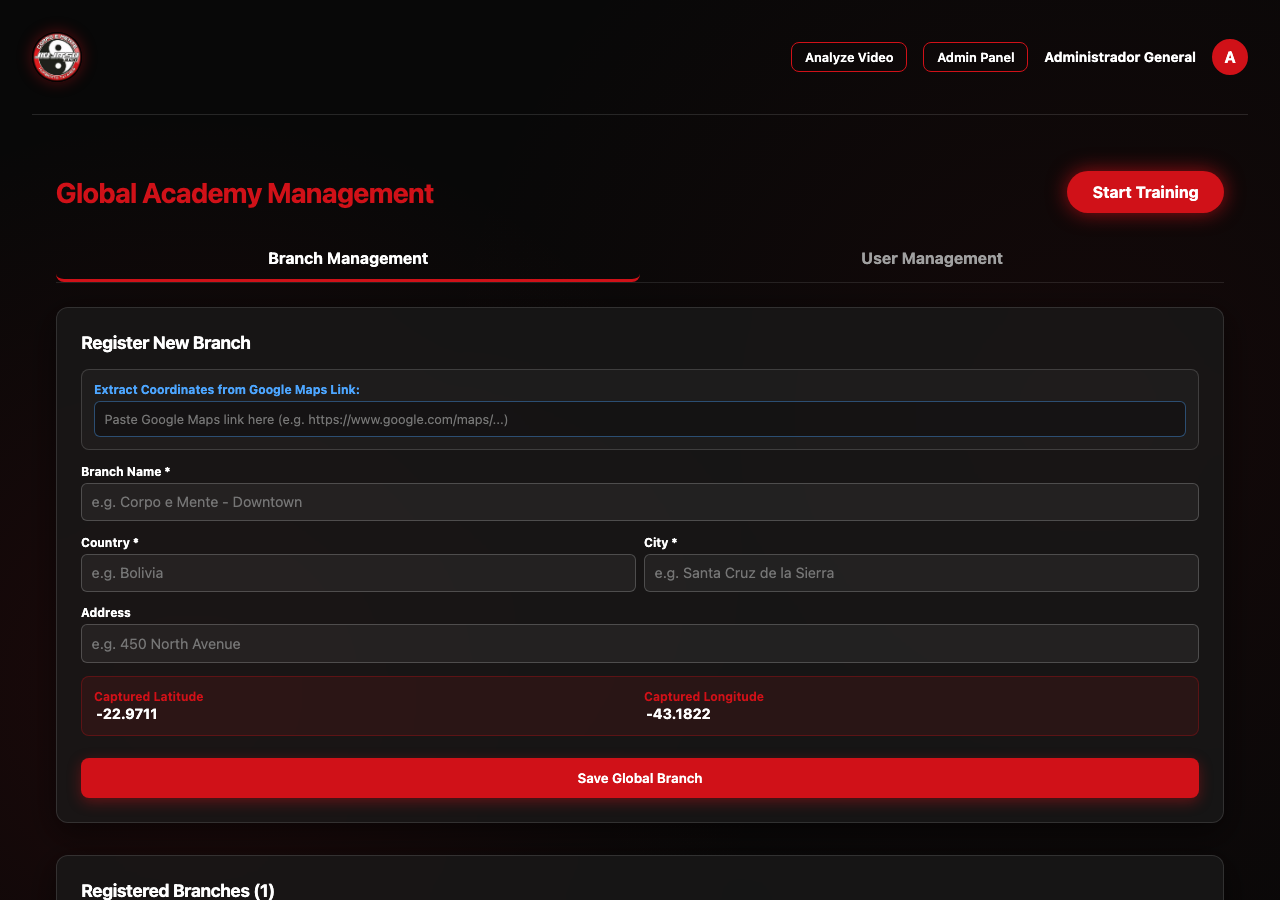 Analyze Video
Admin Panel
Administrador General
A
Global Academy Management
Start Training
Branch Management
User Management
Register New Branch
Extract Coordinates from Google Maps Link:
Paste Google Maps link here (e.g. https://www.google.com/maps/...)
Branch Name *
e.g. Corpo e Mente - Downtown
Country *
City *
e.g. Bolivia
e.g. Santa Cruz de la Sierra
Address
e.g. 450 North Avenue
Captured Latitude
Captured Longitude
-22.9711
-43.1822
Save Global Branch
Registered Branches (1)